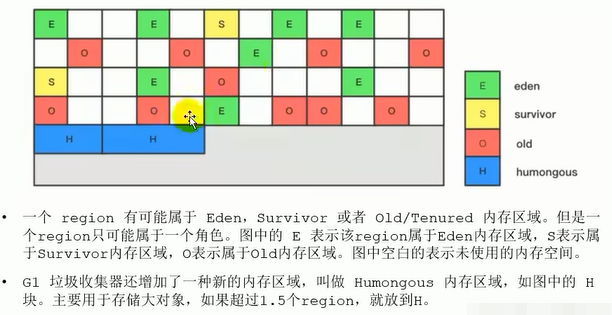 E E S E E
O O E O O
S E O E
O O E O O O
H H
E eden
S survivor
O old
H humongous
• 一个 region 有可能属于 Eden，Survivor 或者 Old/Tenured 内存区域。但是一
个region只可能属于一个角色。图中的 E 表示该region属于Eden内存区域，S表示属
于Survivor内存区域，O表示属于Old内存区域。图中空白的表示未使用的内存空间。
• G1 垃圾收集器还增加了一种新的内存区域，叫做 Humongous 内存区域，如图中的 H
块。主要用于存储大对象，如果超过1.5个region，就放到H。